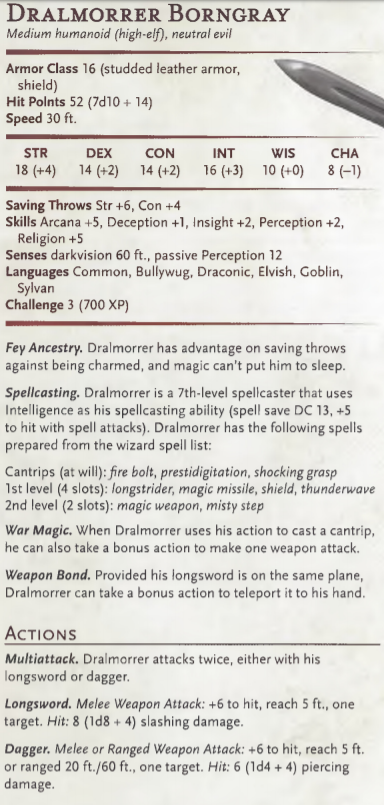 DRALMORRER BORNGRAY
Medium humanoid (high-elf), neutral evil
Armor Class 16 (studded leather armor,
shield)
Hit Points 52 (7d10 + 14)
Speed 30 ft.
STR DEX CON INT WIS CHA
18 (+4) 14 (+2) 14 (+2) 16 (+3) 10 (+0) 8 (−1)
Saving Throws Str +6, Con +4
Skills Arcana +5, Deception +1, Insight +2, Perception +2,
Religion +5
Senses darkvision 60 ft., passive Perception 12
Languages Common, Bullywug, Draconic, Elvish, Goblin,
Sylvan
Challenge 3 (700 XP)
Fey Ancestry. Dralmorrer has advantage on saving throws
against being charmed, and magic can't put him to sleep.
Spellcasting. Dralmorrer is a 7th-level spellcaster that uses
Intelligence as his spellcasting ability (spell save DC 13, +5
to hit with spell attacks). Dralmorrer has the following spells
prepared from the wizard spell list:
Cantrips (at will): fire bolt, prestidigitation, shocking grasp
1st level (4 slots): longstrider, magic missile, shield, thunderwave
2nd level (2 slots): magic weapon, misty step
War Magic. When Dralmorrer uses his action to cast a cantrip,
he can also take a bonus action to make one weapon attack.
Weapon Bond. Provided his longsword is on the same plane,
Dralmorrer can take a bonus action to teleport it to his hand.
ACTIONS
Multiattack. Dralmorrer attacks twice, either with his
longsword or dagger.
Longsword. Melee Weapon Attack: +6 to hit, reach 5 ft., one
target. Hit: 8 (1d8 + 4) slashing damage.
Dagger. Melee or Ranged Weapon Attack: +6 to hit, reach 5 ft.
or ranged 20 ft./60 ft., one target. Hit: 6 (1d4 + 4) piercing
damage.